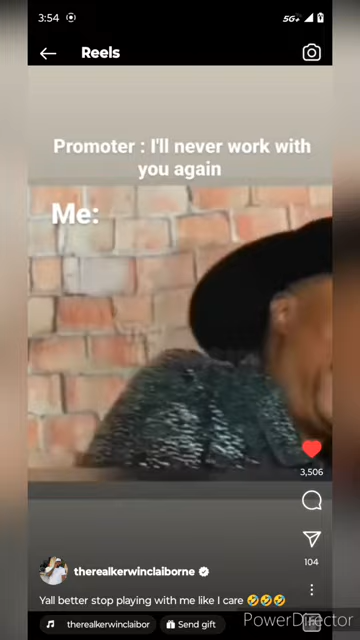 3:54
5G
Reels
Promoter : I'll never work with
you again
Me:
3,506
104
therealkerwinclaiborne
Yall better stop playing with me like I care 🤣🤣🤣
therealkerwinclaibor
Send gift
PowerDirector